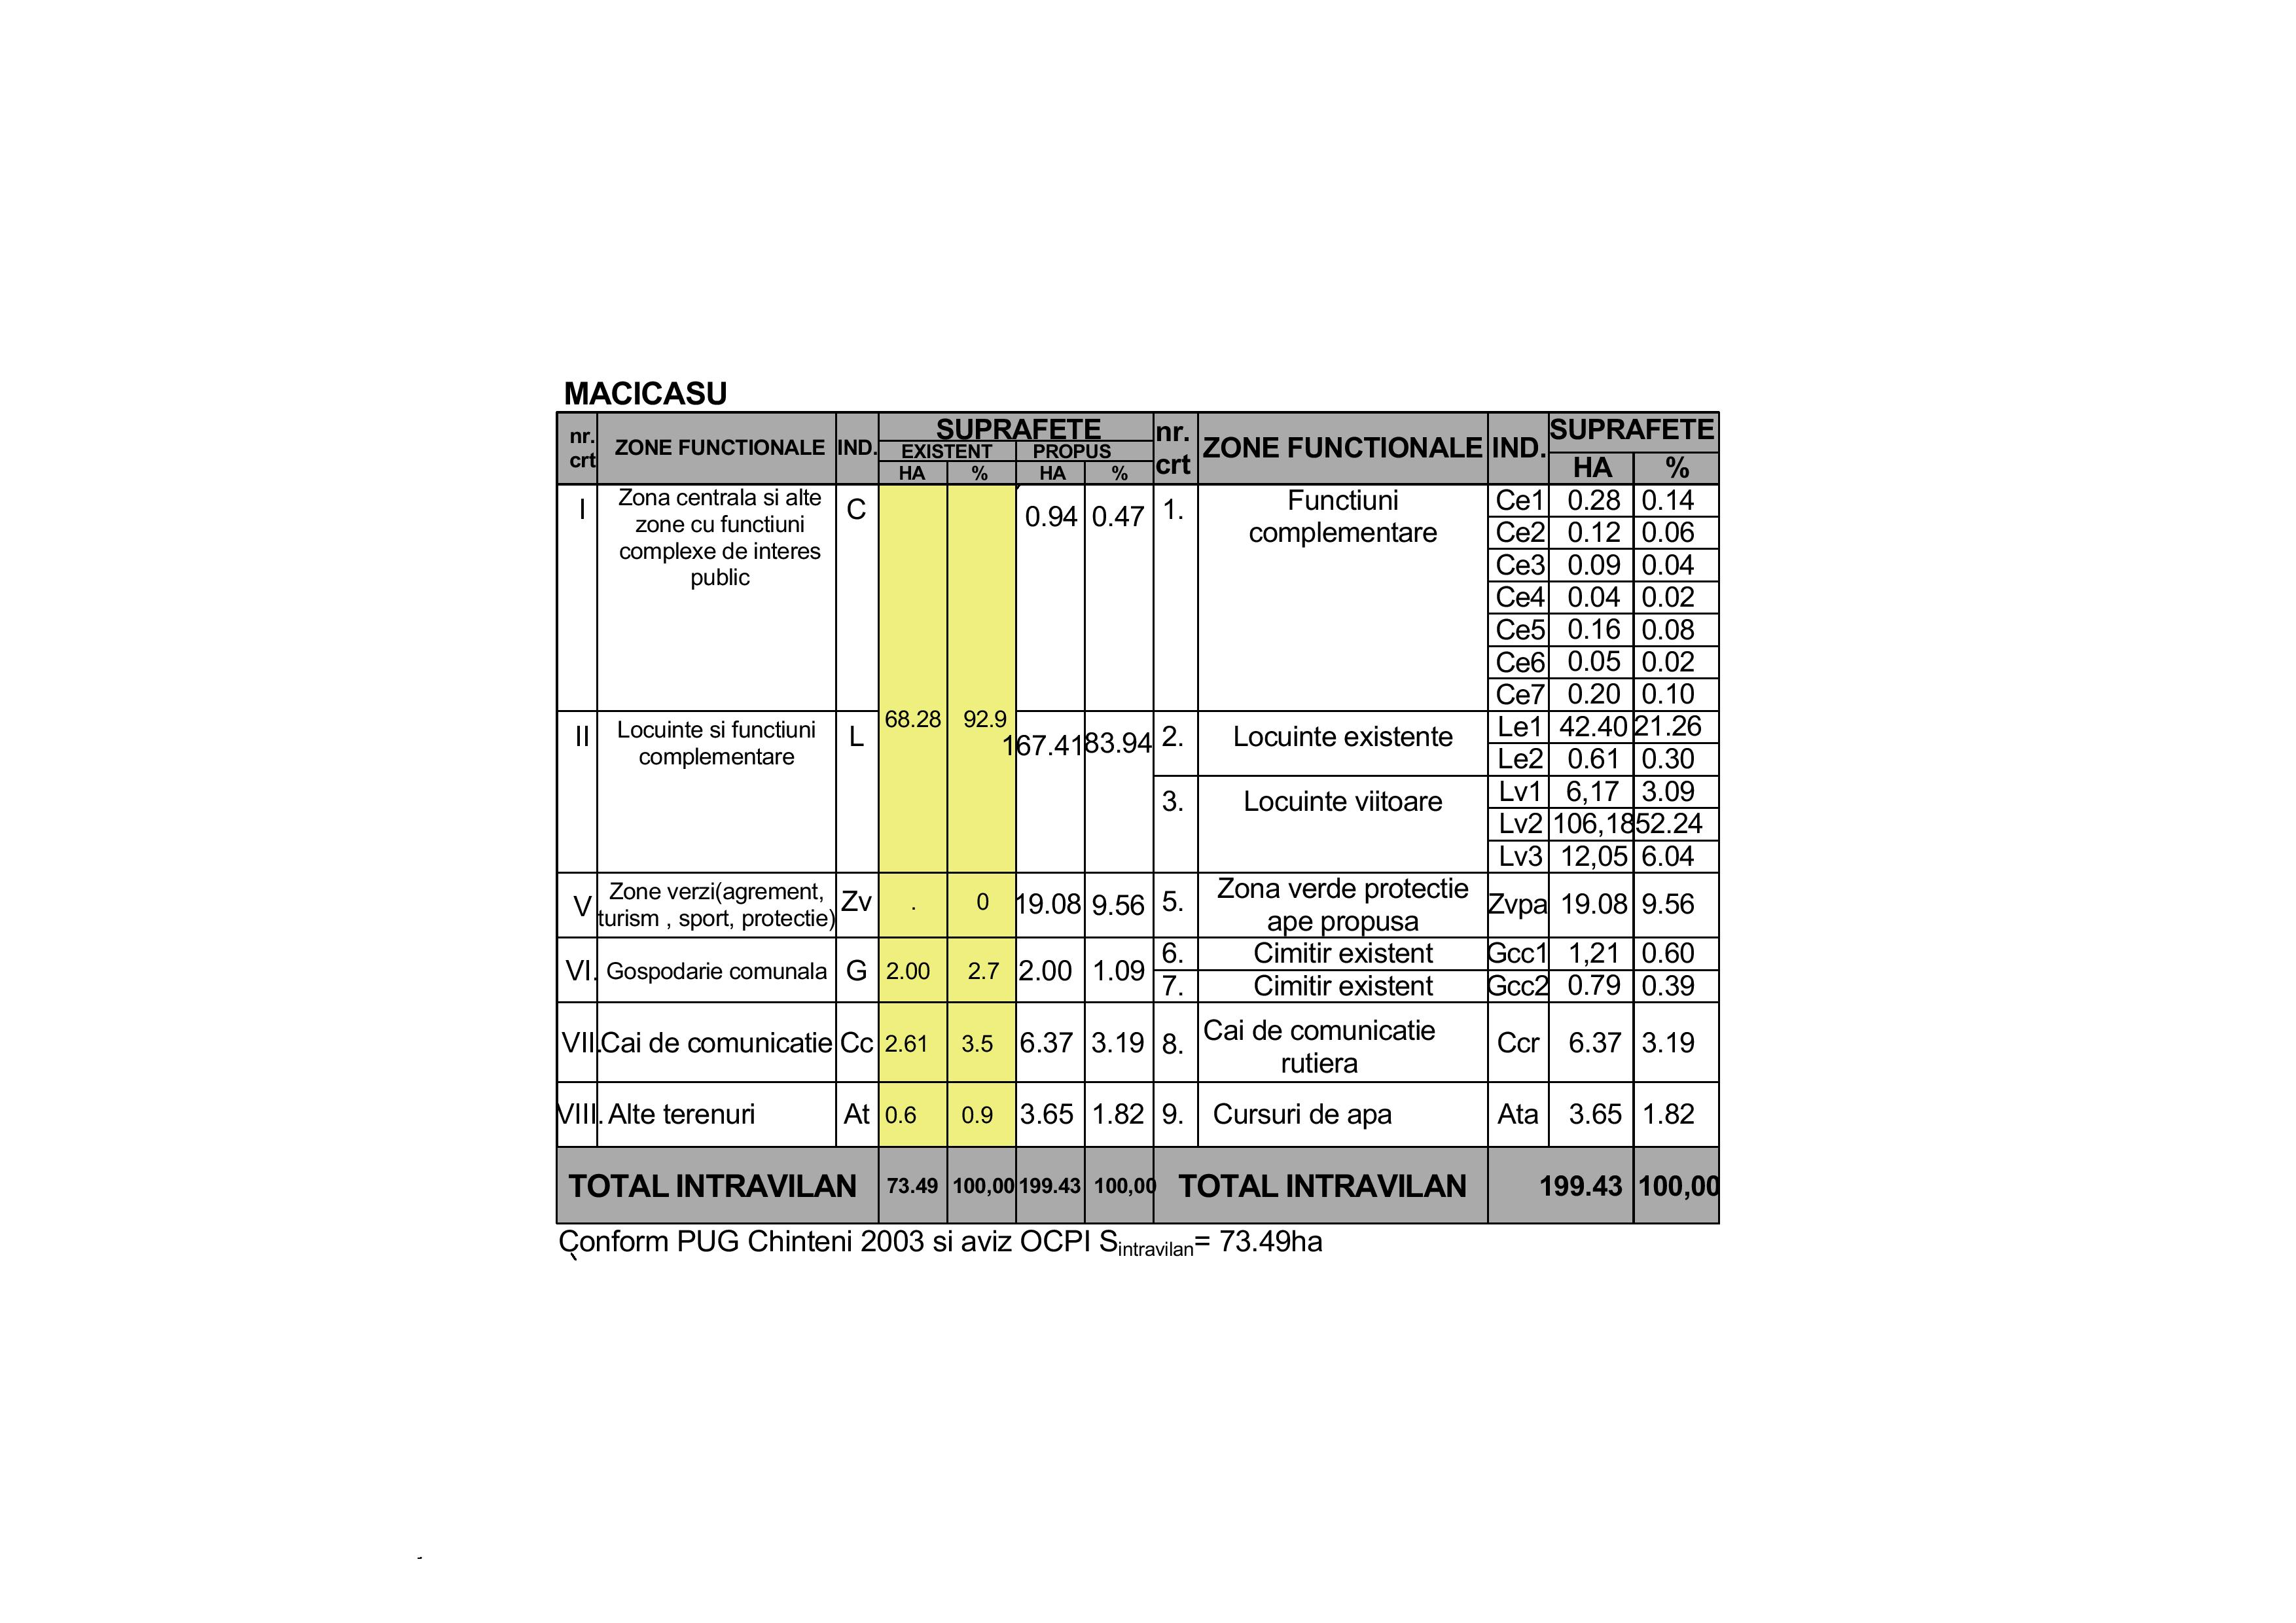 MACICASU
nr. crt ZONE FUNCTIONALE IND. SUPRAFETE nr. crt ZONE FUNCTIONALE IND. SUPRAFETE
EXISTENT PROPUS
HA % HA % HA %
I Zona centrala si alte zone cu functiuni complexe de interes public C 0.94 0.47 1. Functiuni complementare Ce1 0.28 0.14
Ce2 0.12 0.06
Ce3 0.09 0.04
Ce4 0.04 0.02
Ce5 0.16 0.08
Ce6 0.05 0.02
Ce7 0.20 0.10
68.28 92.9
II Locuinte si functiuni complementare L 167.41 83.94 2. Locuinte existente Le1 42.40 21.26
Le2 0.61 0.30
3. Locuinte viitoare Lv1 6,17 3.09
Lv2 106,18 52.24
Lv3 12,05 6.04
V Zone verzi(agrement, turism , sport, protectie) Zv . 0 19.08 9.56 5. Zona verde protectie ape propusa Zvpa 19.08 9.56
VI. Gospodarie comunala G 2.00 2.7 2.00 1.09 6. Cimitir existent Gcc1 1,21 0.60
7. Cimitir existent Gcc2 0.79 0.39
VII. Cai de comunicatie Cc 2.61 3.5 6.37 3.19 8. Cai de comunicatie rutiera Ccr 6.37 3.19
VIII. Alte terenuri At 0.6 0.9 3.65 1.82 9. Cursuri de apa Ata 3.65 1.82
TOTAL INTRAVILAN 73.49 100,00 199.43 100,00 TOTAL INTRAVILAN 199.43 100,00
Conform PUG Chinteni 2003 si aviz OCPI Sintravilan= 73.49ha